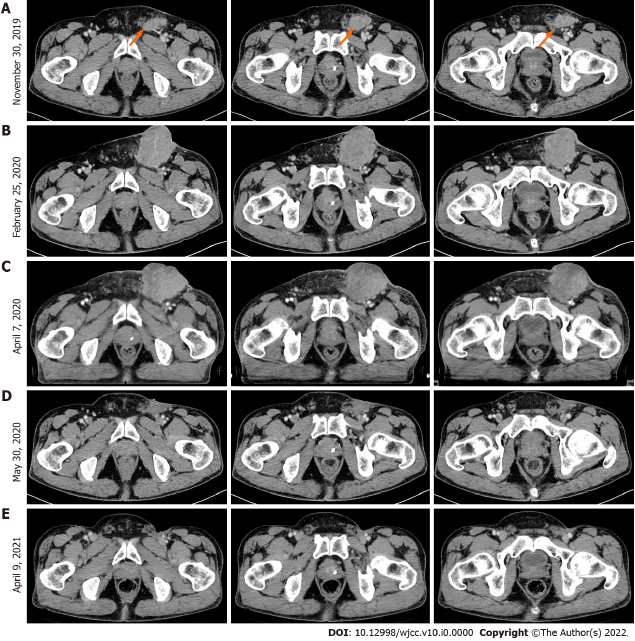 A
November 30, 2019
B
February 25, 2020
C
April 7, 2020
D
May 30, 2020
E
April 9, 2021
DOI: 10.12998/wjcc.v10.i0.0000 Copyright ©The Author(s) 2022.